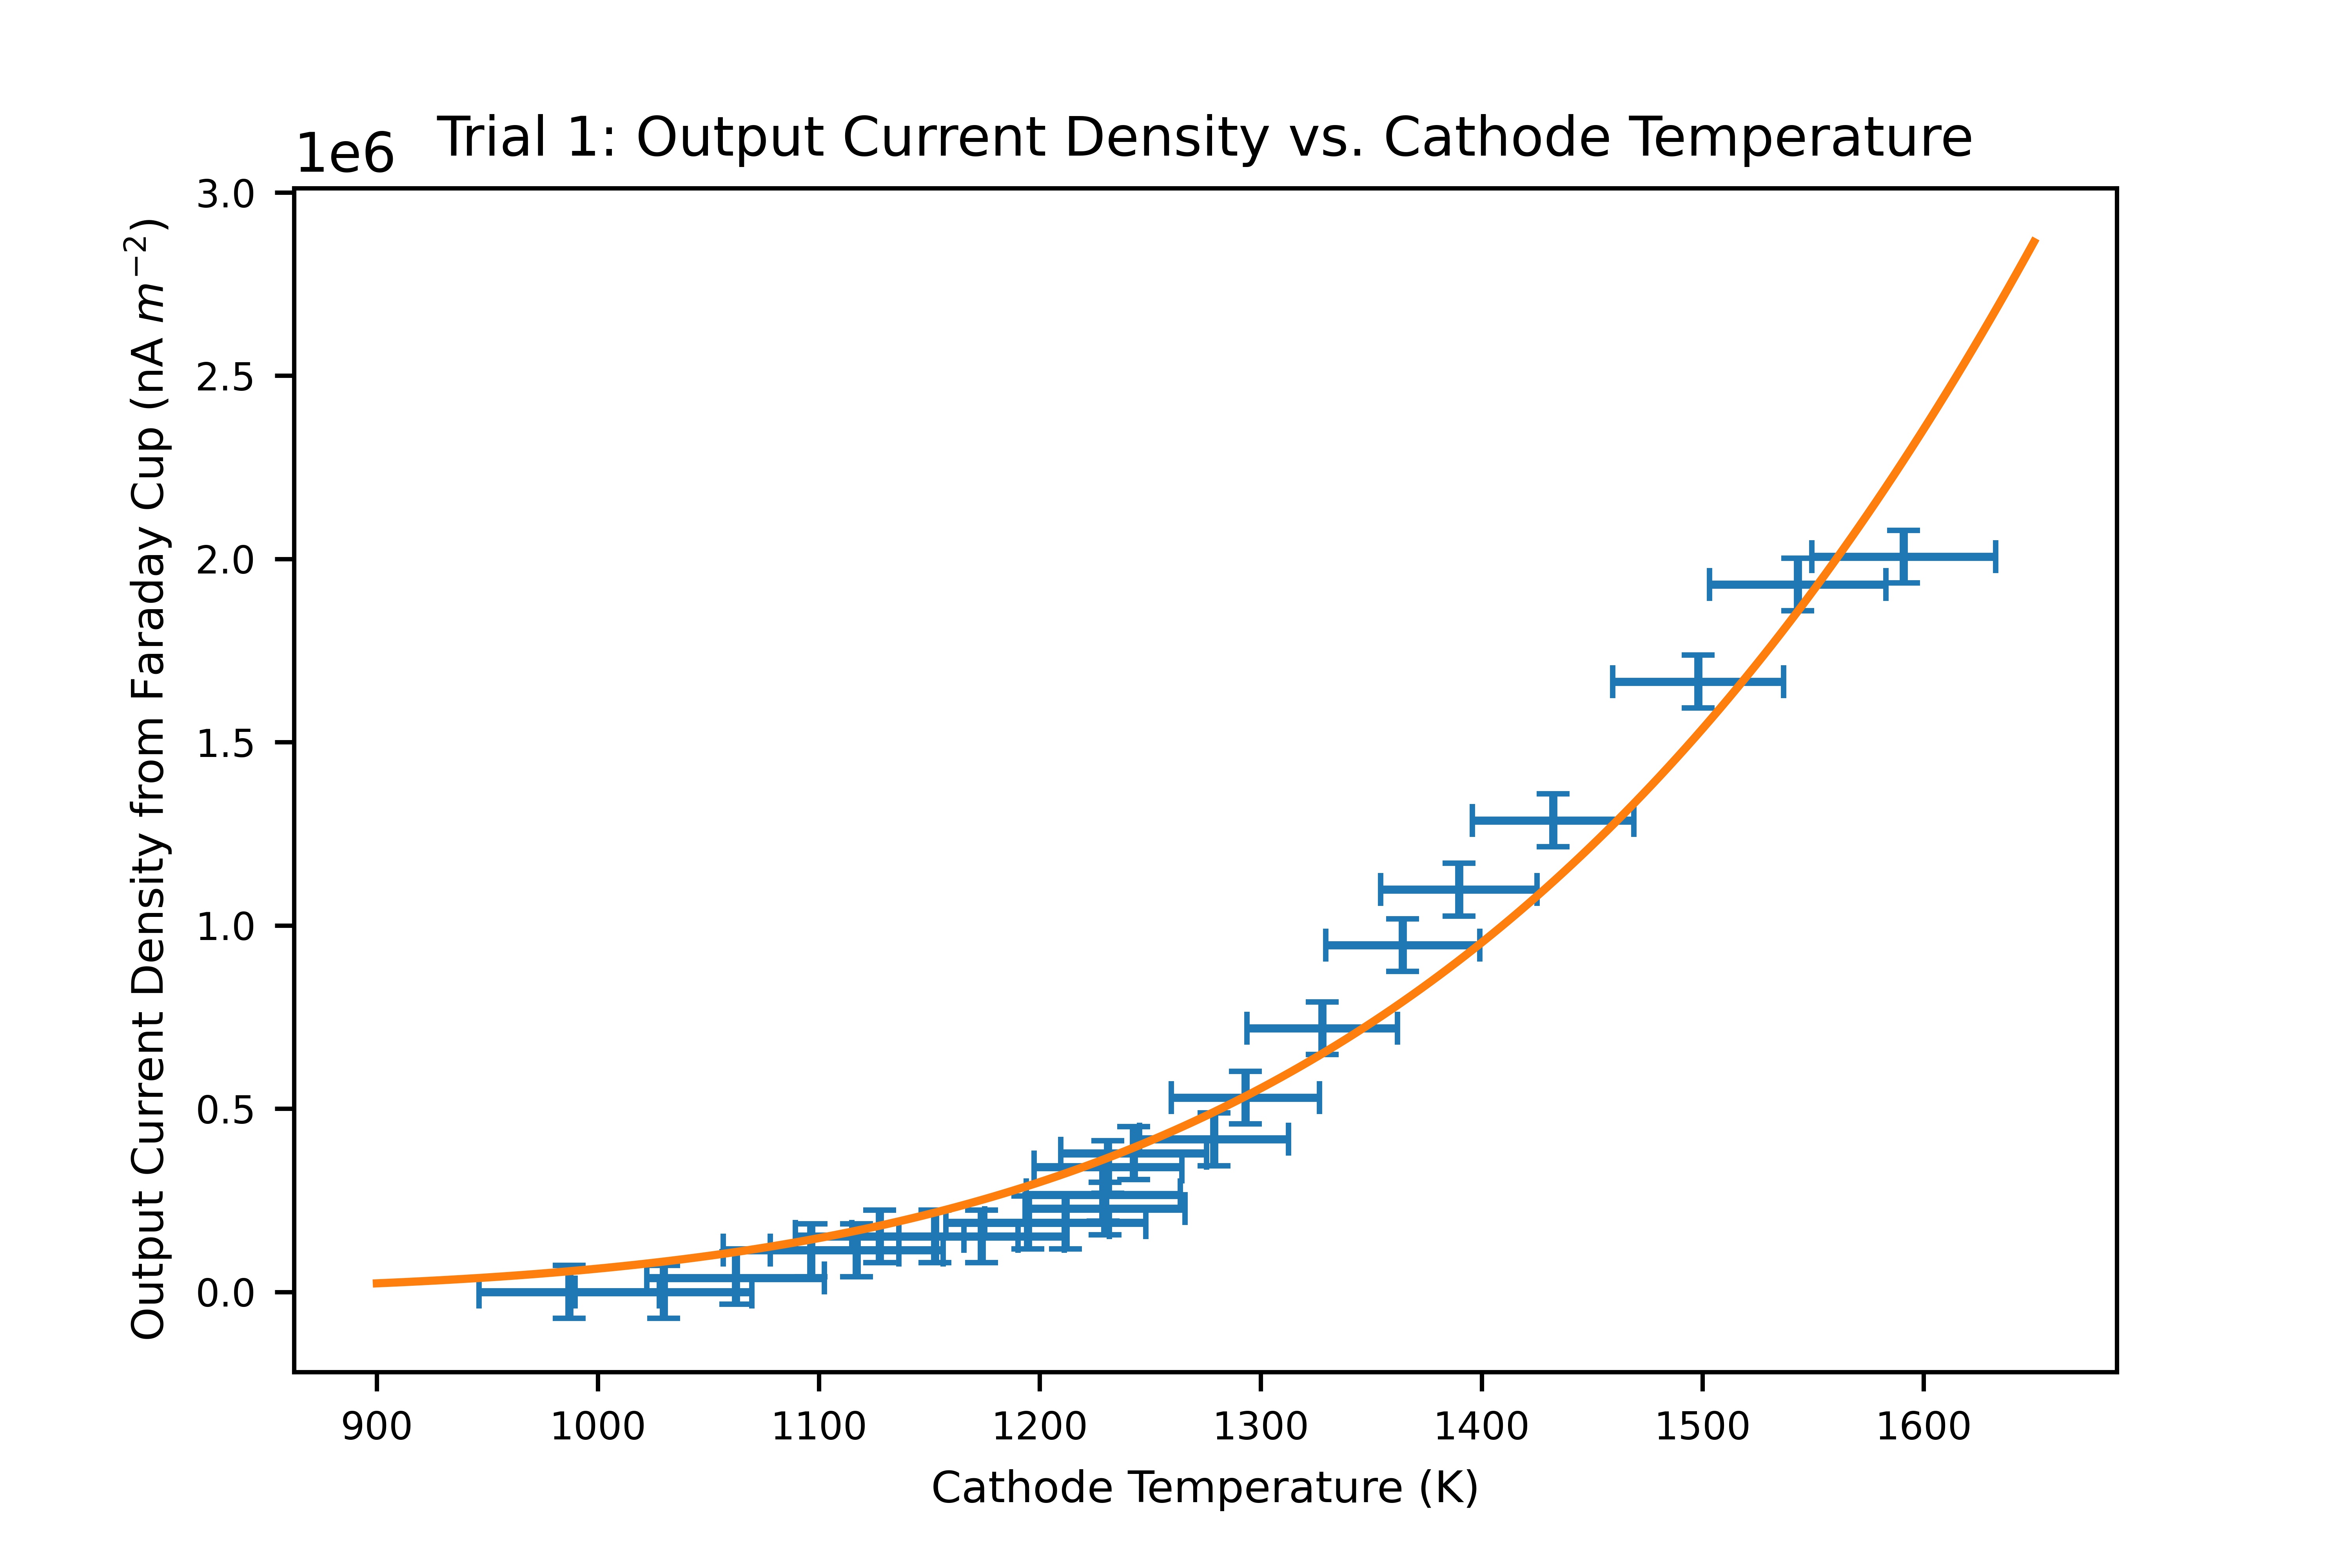 Trial 1: Output Current Density vs. Cathode Temperature
1e6
Output Current Density from Faraday Cup (nA m⁻²)
3.0
2.5
2.0
1.5
1.0
0.5
0.0
900 1000 1100 1200 1300 1400 1500 1600
Cathode Temperature (K)